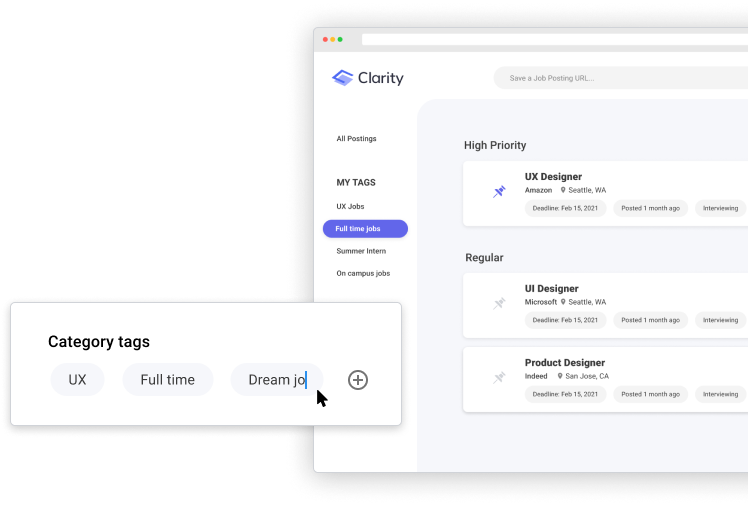 Clarity
Save a Job Posting URL...
All Postings
MY TAGS
UX Jobs
Full time jobs
Summer Intern
On campus jobs
High Priority
UX Designer
Amazon Seattle, WA
Deadline: Feb 15, 2021 Posted 1 month ago Interviewing
Regular
UI Designer
Microsoft Seattle, WA
Deadline: Feb 15, 2021 Posted 1 month ago Interviewing
Product Designer
Indeed San Jose, CA
Deadline: Feb 15, 2021 Posted 1 month ago Interviewing
Category tags
UX Full time Dream jo